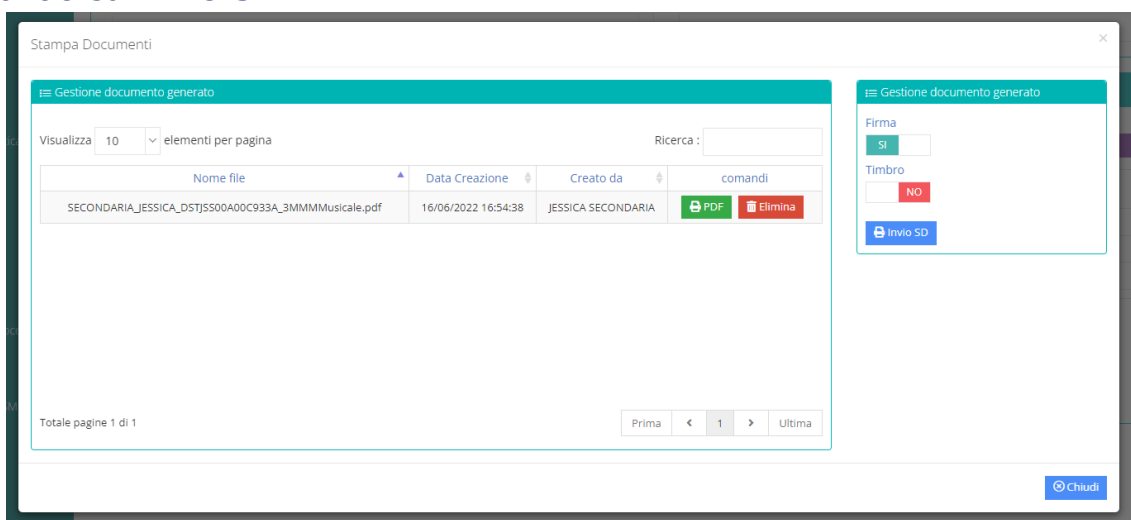 Stampa Documenti
Gestione documento generato
Visualizza 10 elementi per pagina
Ricerca :
Nome file Data Creazione Creato da comandi
SECONDARIA_JESSICA_DSTJSS00A00C933A_3MMMMusicale.pdf 16/06/2022 16:54:38 JESSICA SECONDARIA PDF Elimina
Totale pagine 1 di 1
Prima 1 Ultima
Gestione documento generato
Firma
SI
Timbro
NO
Invio SD
Chiudi